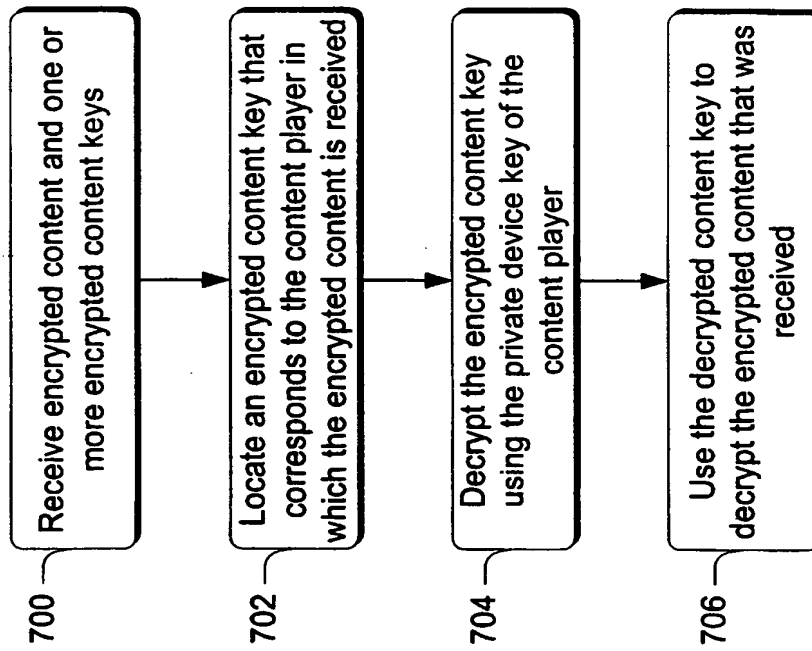 700
Receive encrypted content and one or
more encrypted content keys
702
Locate an encrypted content key that
corresponds to the content player in
which the encrypted content is received
704
Decrypt the encrypted content key
using the private device key of the
content player
706
Use the decrypted content key to
decrypt the encrypted content that was
received